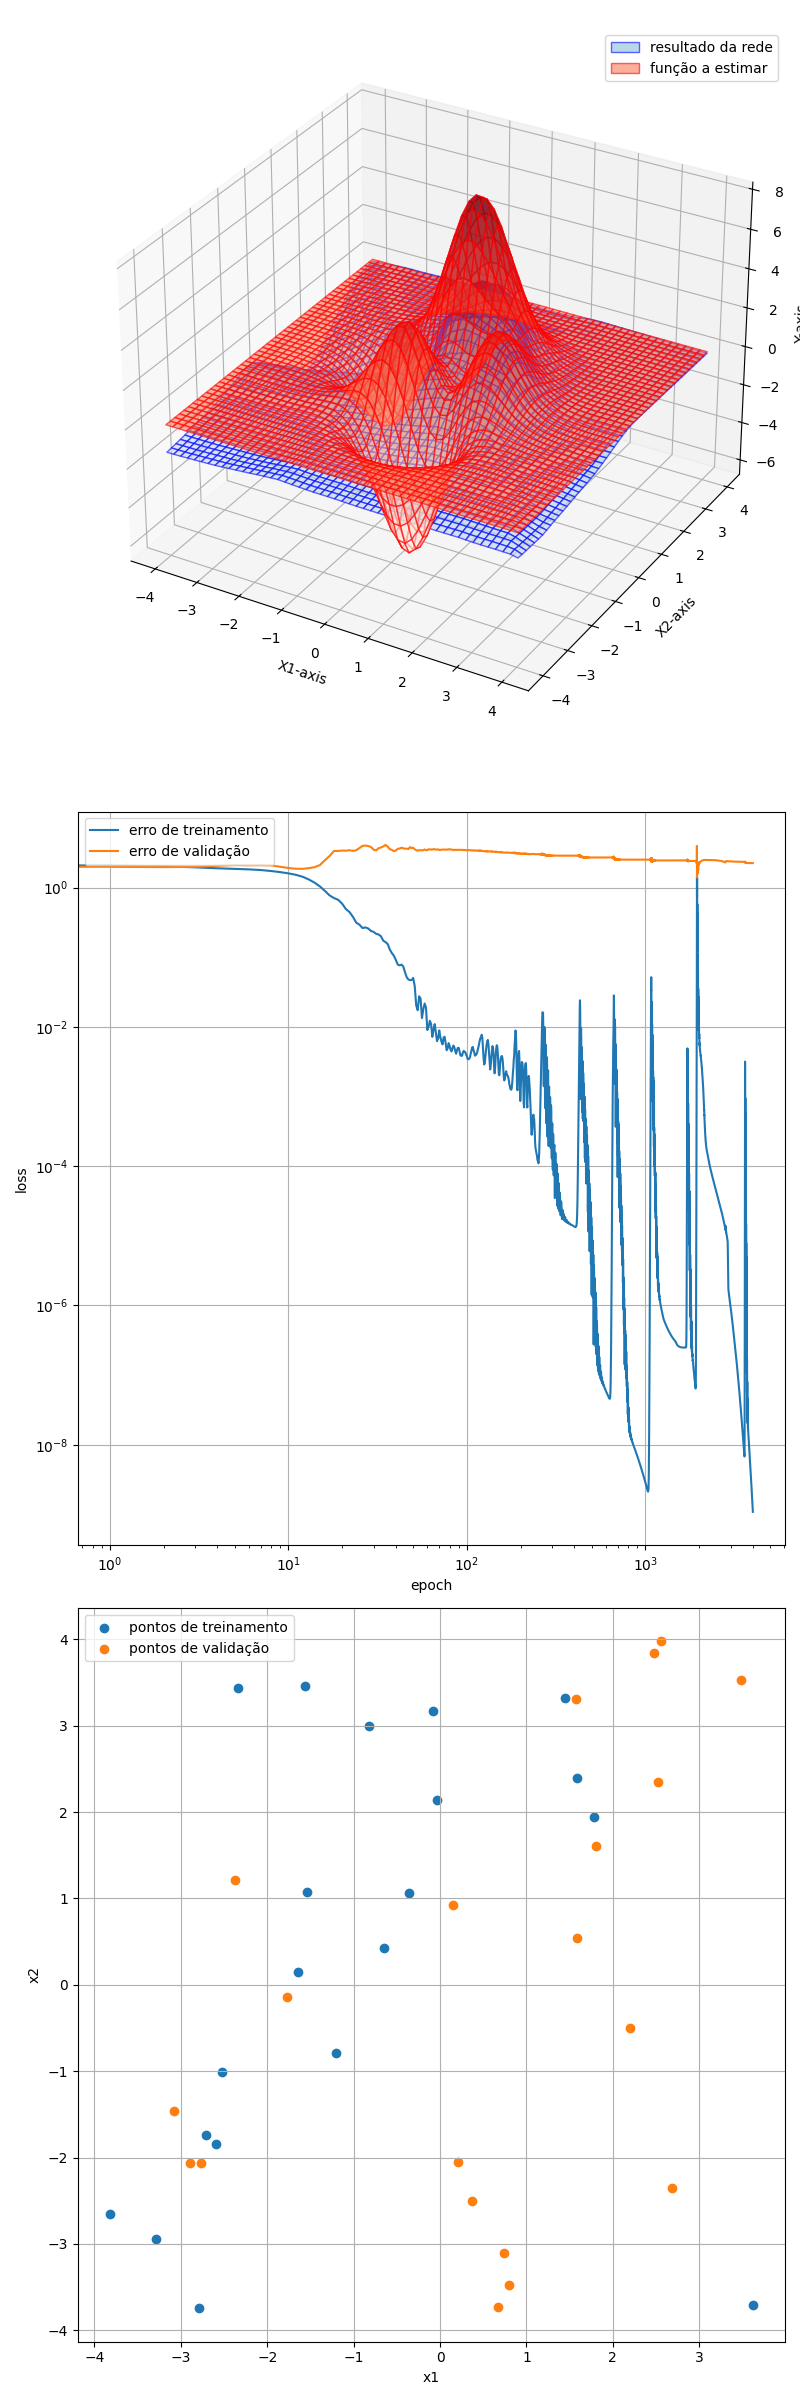 resultado da rede
função a estimar
8
6
4
2
0
−2
−4
−6
−4
−3
−2
−1
0
1
2
3
4
X1-axis
4
3
2
1
0
−1
−2
−3
−4
X2-axis
erro de treinamento
erro de validação
10⁰
10⁻²
10⁻⁴
10⁻⁶
10⁻⁸
loss
10⁰ 10¹ 10² 10³
epoch
pontos de treinamento
pontos de validação
4
3
2
1
0
−1
−2
−3
−4
x2
−4 −3 −2 −1 0 1 2 3
x1